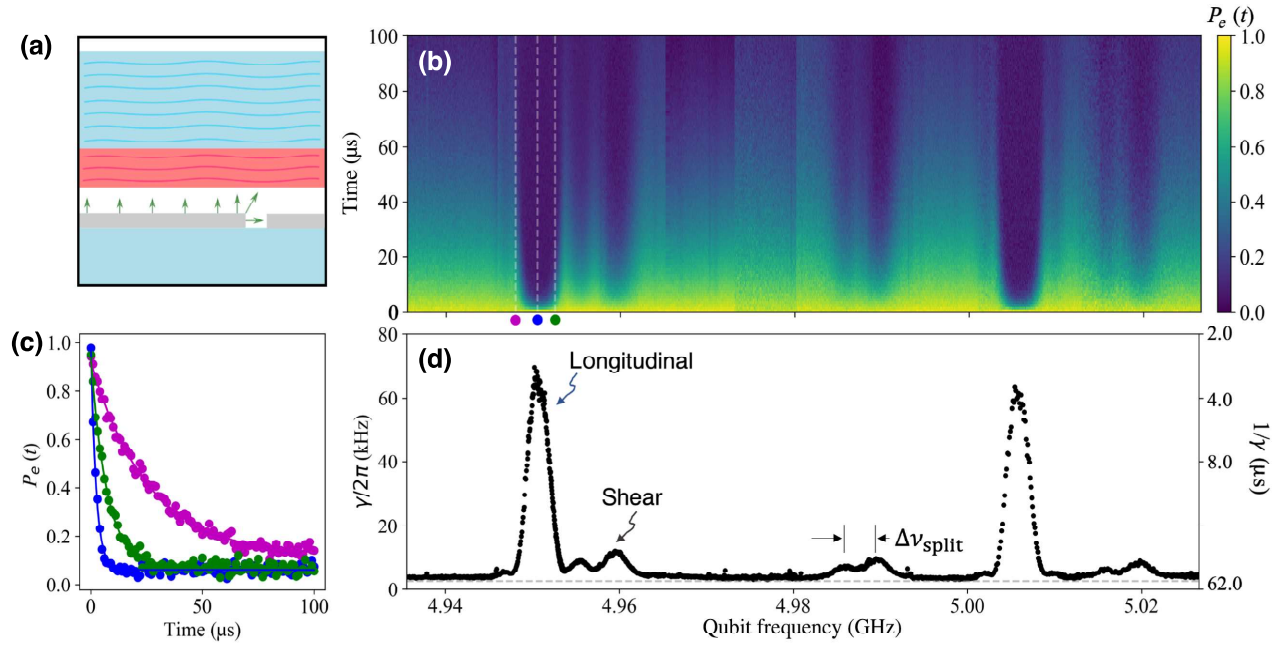 (a)
(b)
P_e (t)
100
80
60
40
20
0
Time (μs)
1.0
0.8
0.6
0.4
0.2
0.0
(c)
1.0
0.8
0.6
0.4
0.2
0.0
P_e (t)
0
50
100
Time (μs)
(d)
80
60
40
20
0
γ/2π (kHz)
Longitudinal
Shear
Δν_split
2.0
4.0
8.0
62.0
1/γ (μs)
4.94
4.96
4.98
5.00
5.02
Qubit frequency (GHz)